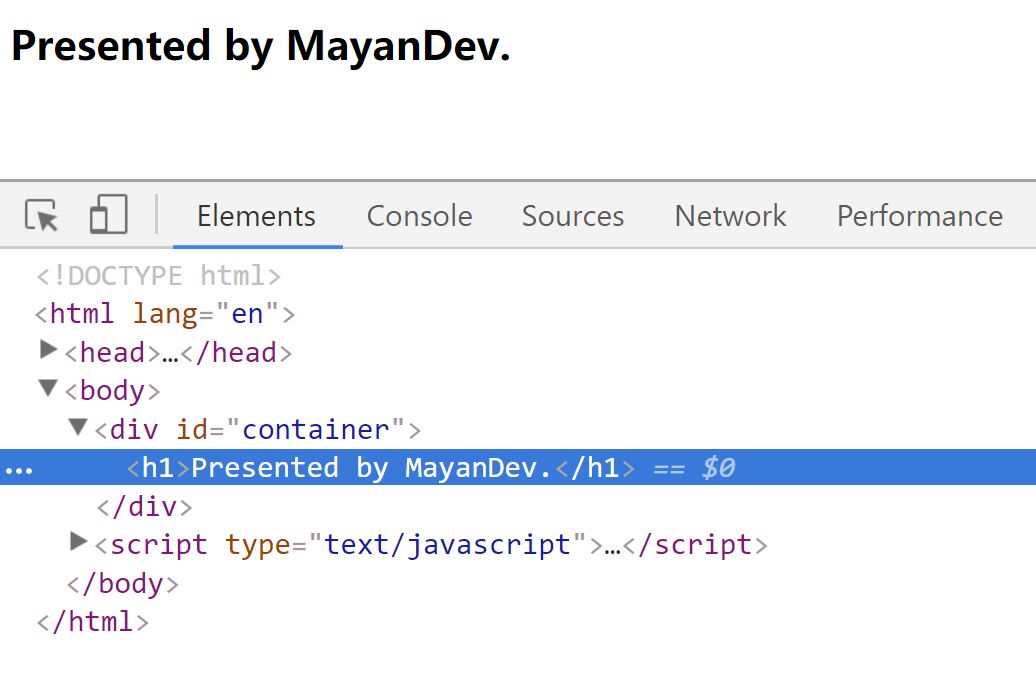 Presented by MayanDev.
Elements Console Sources Network Performance
<!DOCTYPE html>
<html lang="en">
<head>…</head>
<body>
<div id="container">
… <h1>Presented by MayanDev.</h1> == $0
</div>
<script type="text/javascript">…</script>
</body>
</html>